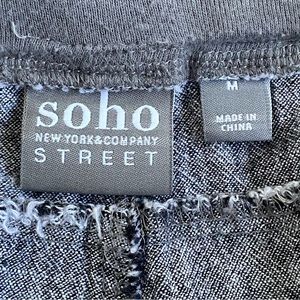 soho
NEW YORK & COMPANY
STREET
M
MADE IN
CHINA